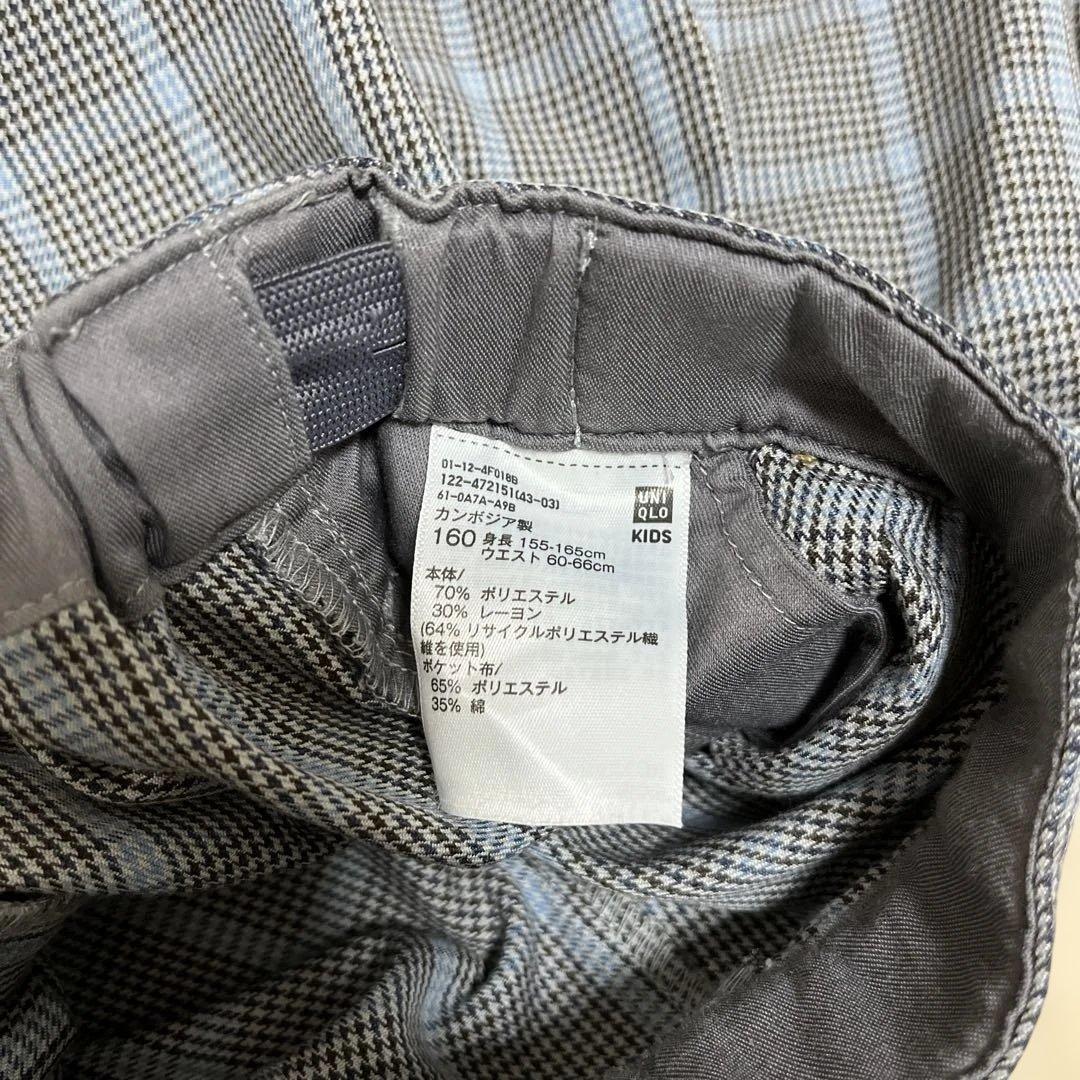 01-12-4F018B
122-472151(43-03)
61-0A7A-A9B
カンボジア製
160 身長 155-165cm
ウエスト 60-66cm
UNI
QLO
KIDS
本体/
70% ポリエステル
30% レーヨン
(64% リサイクルポリエステル繊
維を使用)
ポケット布/
65% ポリエステル
35% 綿